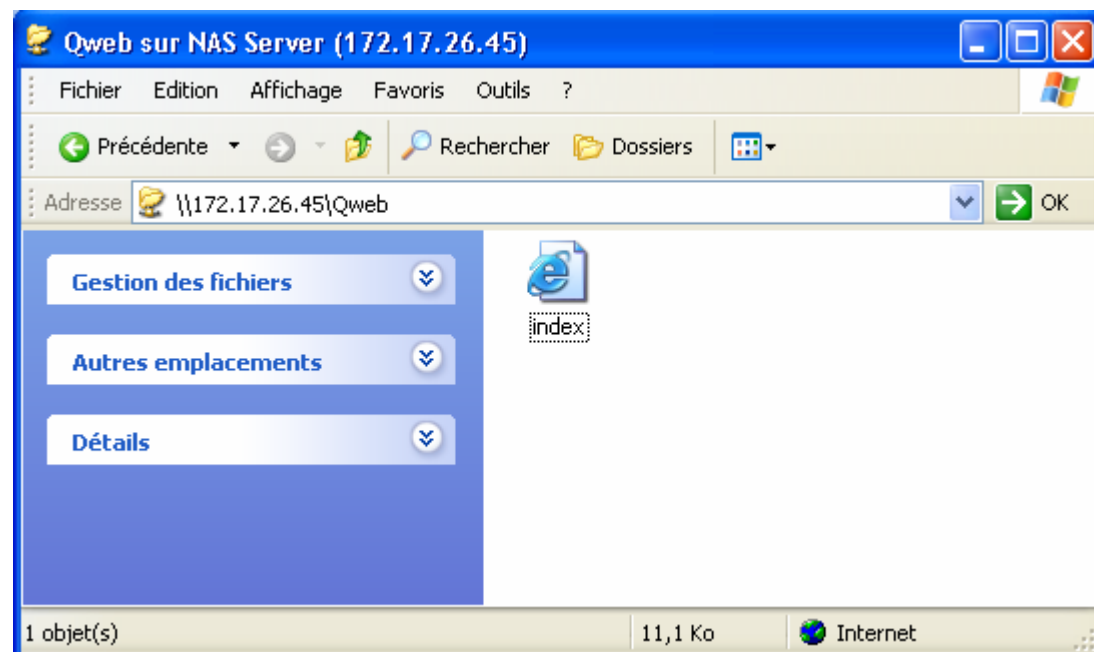 Qweb sur NAS Server (172.17.26.45)
Fichier Edition Affichage Favoris Outils ?
Précédente Rechercher Dossiers
Adresse \\172.17.26.45\Qweb OK
Gestion des fichiers
index
Autres emplacements
Détails
1 objet(s) 11,1 Ko Internet